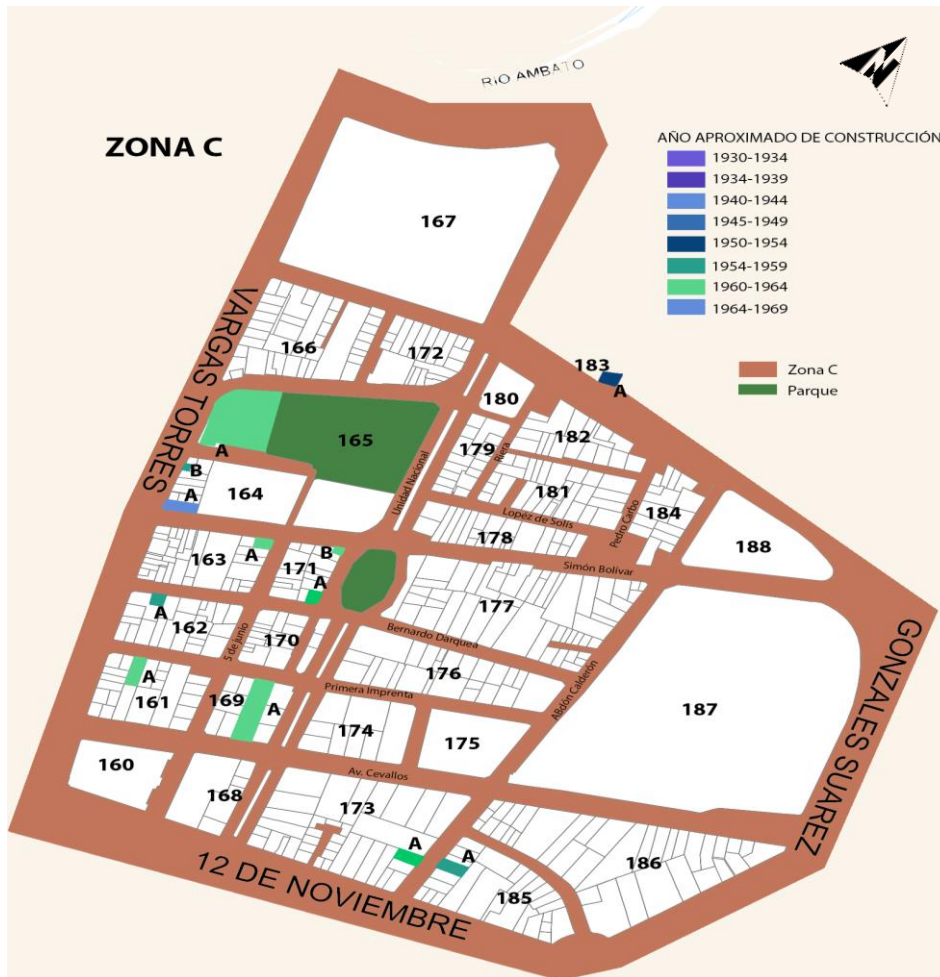 RIO AMBATO
ZONA C
AÑO APROXIMADO DE CONSTRUCCIÓN
1930-1934
1934-1939
1940-1944
1945-1949
1950-1954
1954-1959
1960-1964
1964-1969
Zona C
Parque
167
VARGAS TORRES
166
172
183
A
180
165
A
182
179
Riera
Unidad Nacional
B
A
164
181
Lopéz de Solís
Pedro Carbo
184
178
188
163
A
171
B
A
Simón Bolívar
177
A
162
5 de junio
170
Bernardo Darquea
176
GONZALES SUAREZ
A
161
169
A
Primera Imprenta
ABdón Calderón
187
174
175
160
168
Av. Cevallos
173
A
A
186
185
12 DE NOVIEMBRE